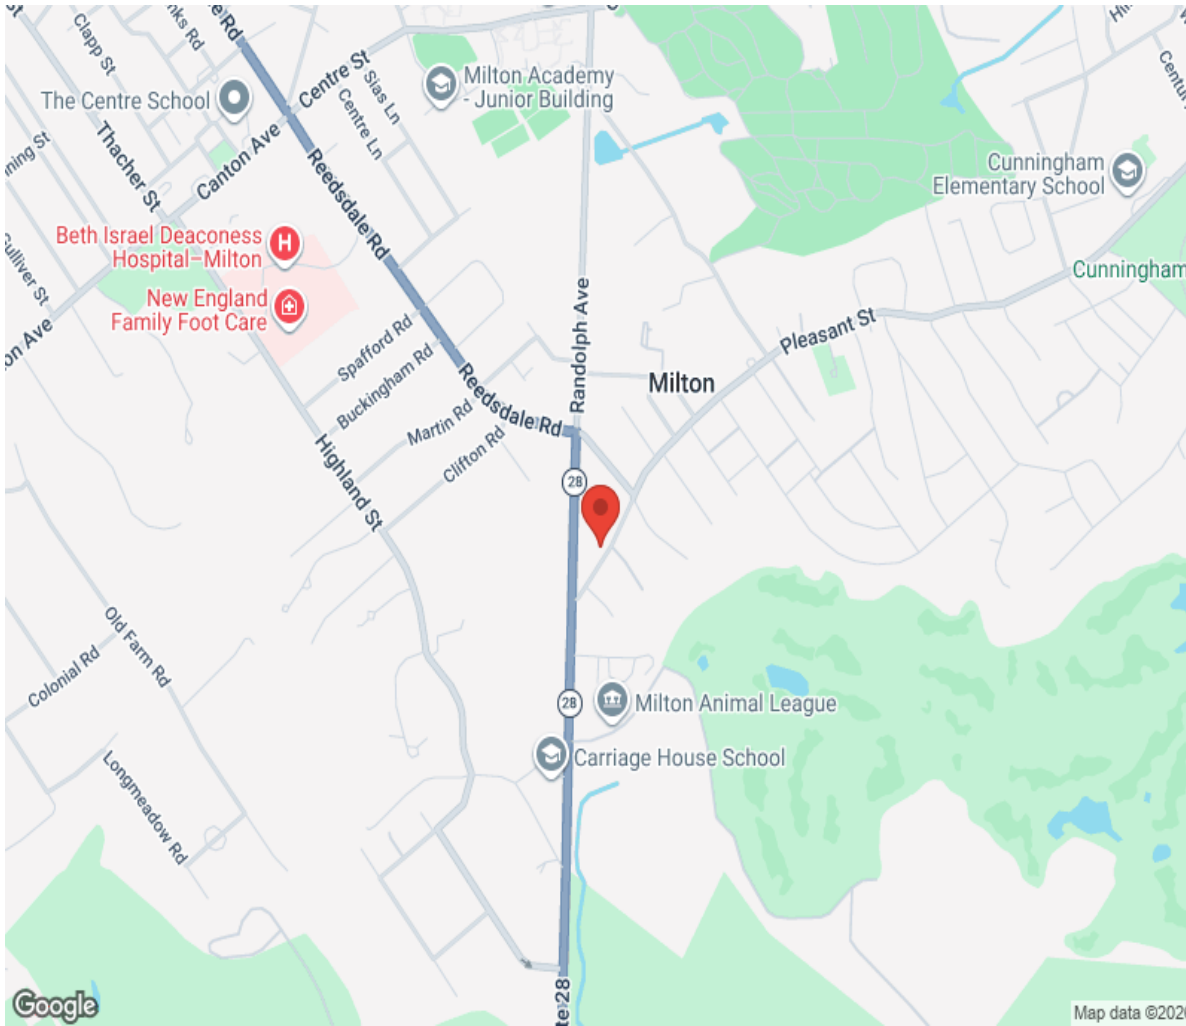 Clapp St
Centre St
Sias Ln
Centre Ln
Milton Academy
- Junior Building
The Centre School
Thacher St
Canton Ave
Reedsdale Rd
Cunningham
Elementary School
Beth Israel Deaconess
Hospital–Milton
New England
Family Foot Care
Gulliver St
Cunningham
Randolph Ave
Pleasant St
Spafford Rd
Buckingham Rd
Reedsdale Rd
Milton
Martin Rd
Clifton Rd
Highland St
28
Old Farm Rd
Colonial Rd
28
Milton Animal League
Carriage House School
Longmeadow Rd
Google
Map data ©202